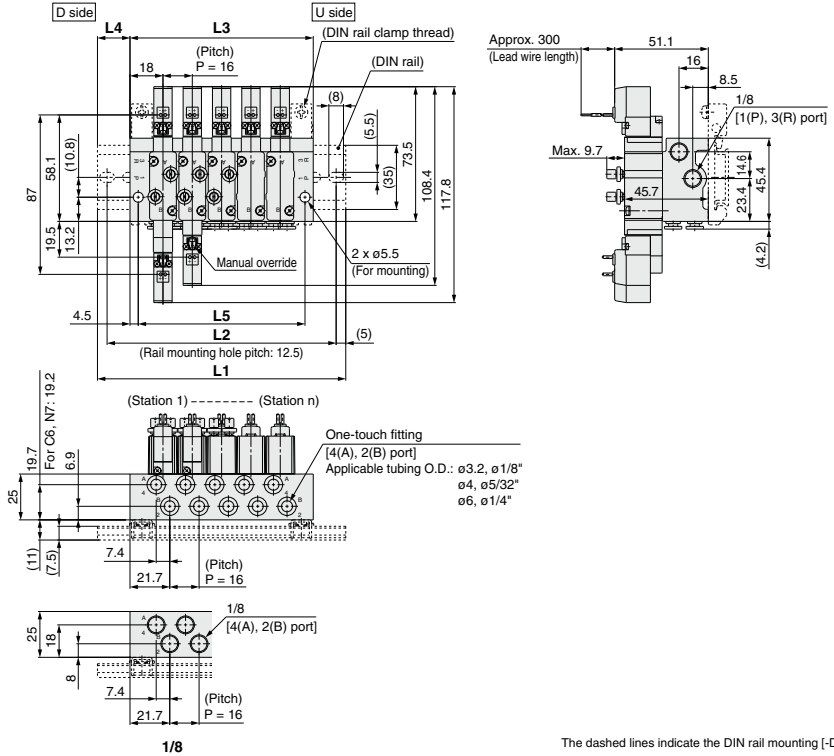 D side
U side
L4
L3
(DIN rail clamp thread)
18
(Pitch)
P = 16
(DIN rail)
(8)
(5.5)
(35)
73.5
108.4
117.8
87
58.1
(10.8)
19.5
13.2
Manual override
2 x ø5.5
(For mounting)
4.5
L5
L2
(5)
(Rail mounting hole pitch: 12.5)
L1
Approx. 300
(Lead wire length)
51.1
16
8.5
1/8
[1(P), 3(R) port]
Max. 9.7
45.7
14.6
23.4
45.4
(4.2)
(Station 1)
(Station n)
One-touch fitting
[4(A), 2(B) port]
Applicable tubing O.D.: ø3.2, ø1/8"
ø4, ø5/32"
ø6, ø1/4"
25
19.7
For C6, N7: 19.2
6.9
A
4
B
2
A
4
B
2
(11)
(7.5)
7.4
21.7
(Pitch)
P = 16
25
18
8
A
4
B
2
1/8
[4(A), 2(B) port]
7.4
21.7
(Pitch)
P = 16
1/8
The dashed lines indicate the DIN rail mounting [-D